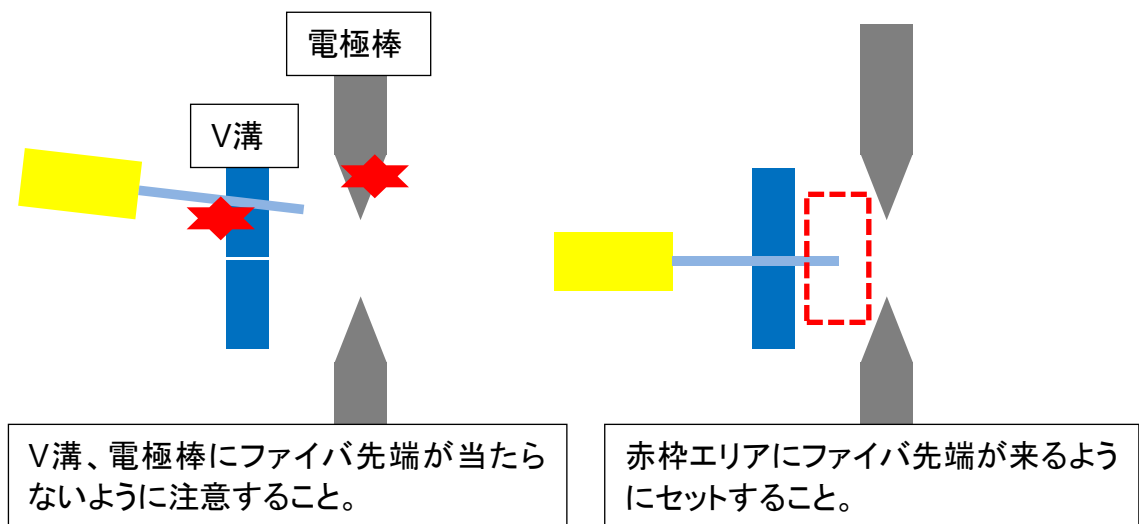 電極棒
V溝
V溝、電極棒にファイバ先端が当たら
ないように注意すること。
赤枠エリアにファイバ先端が来るよう
にセットすること。